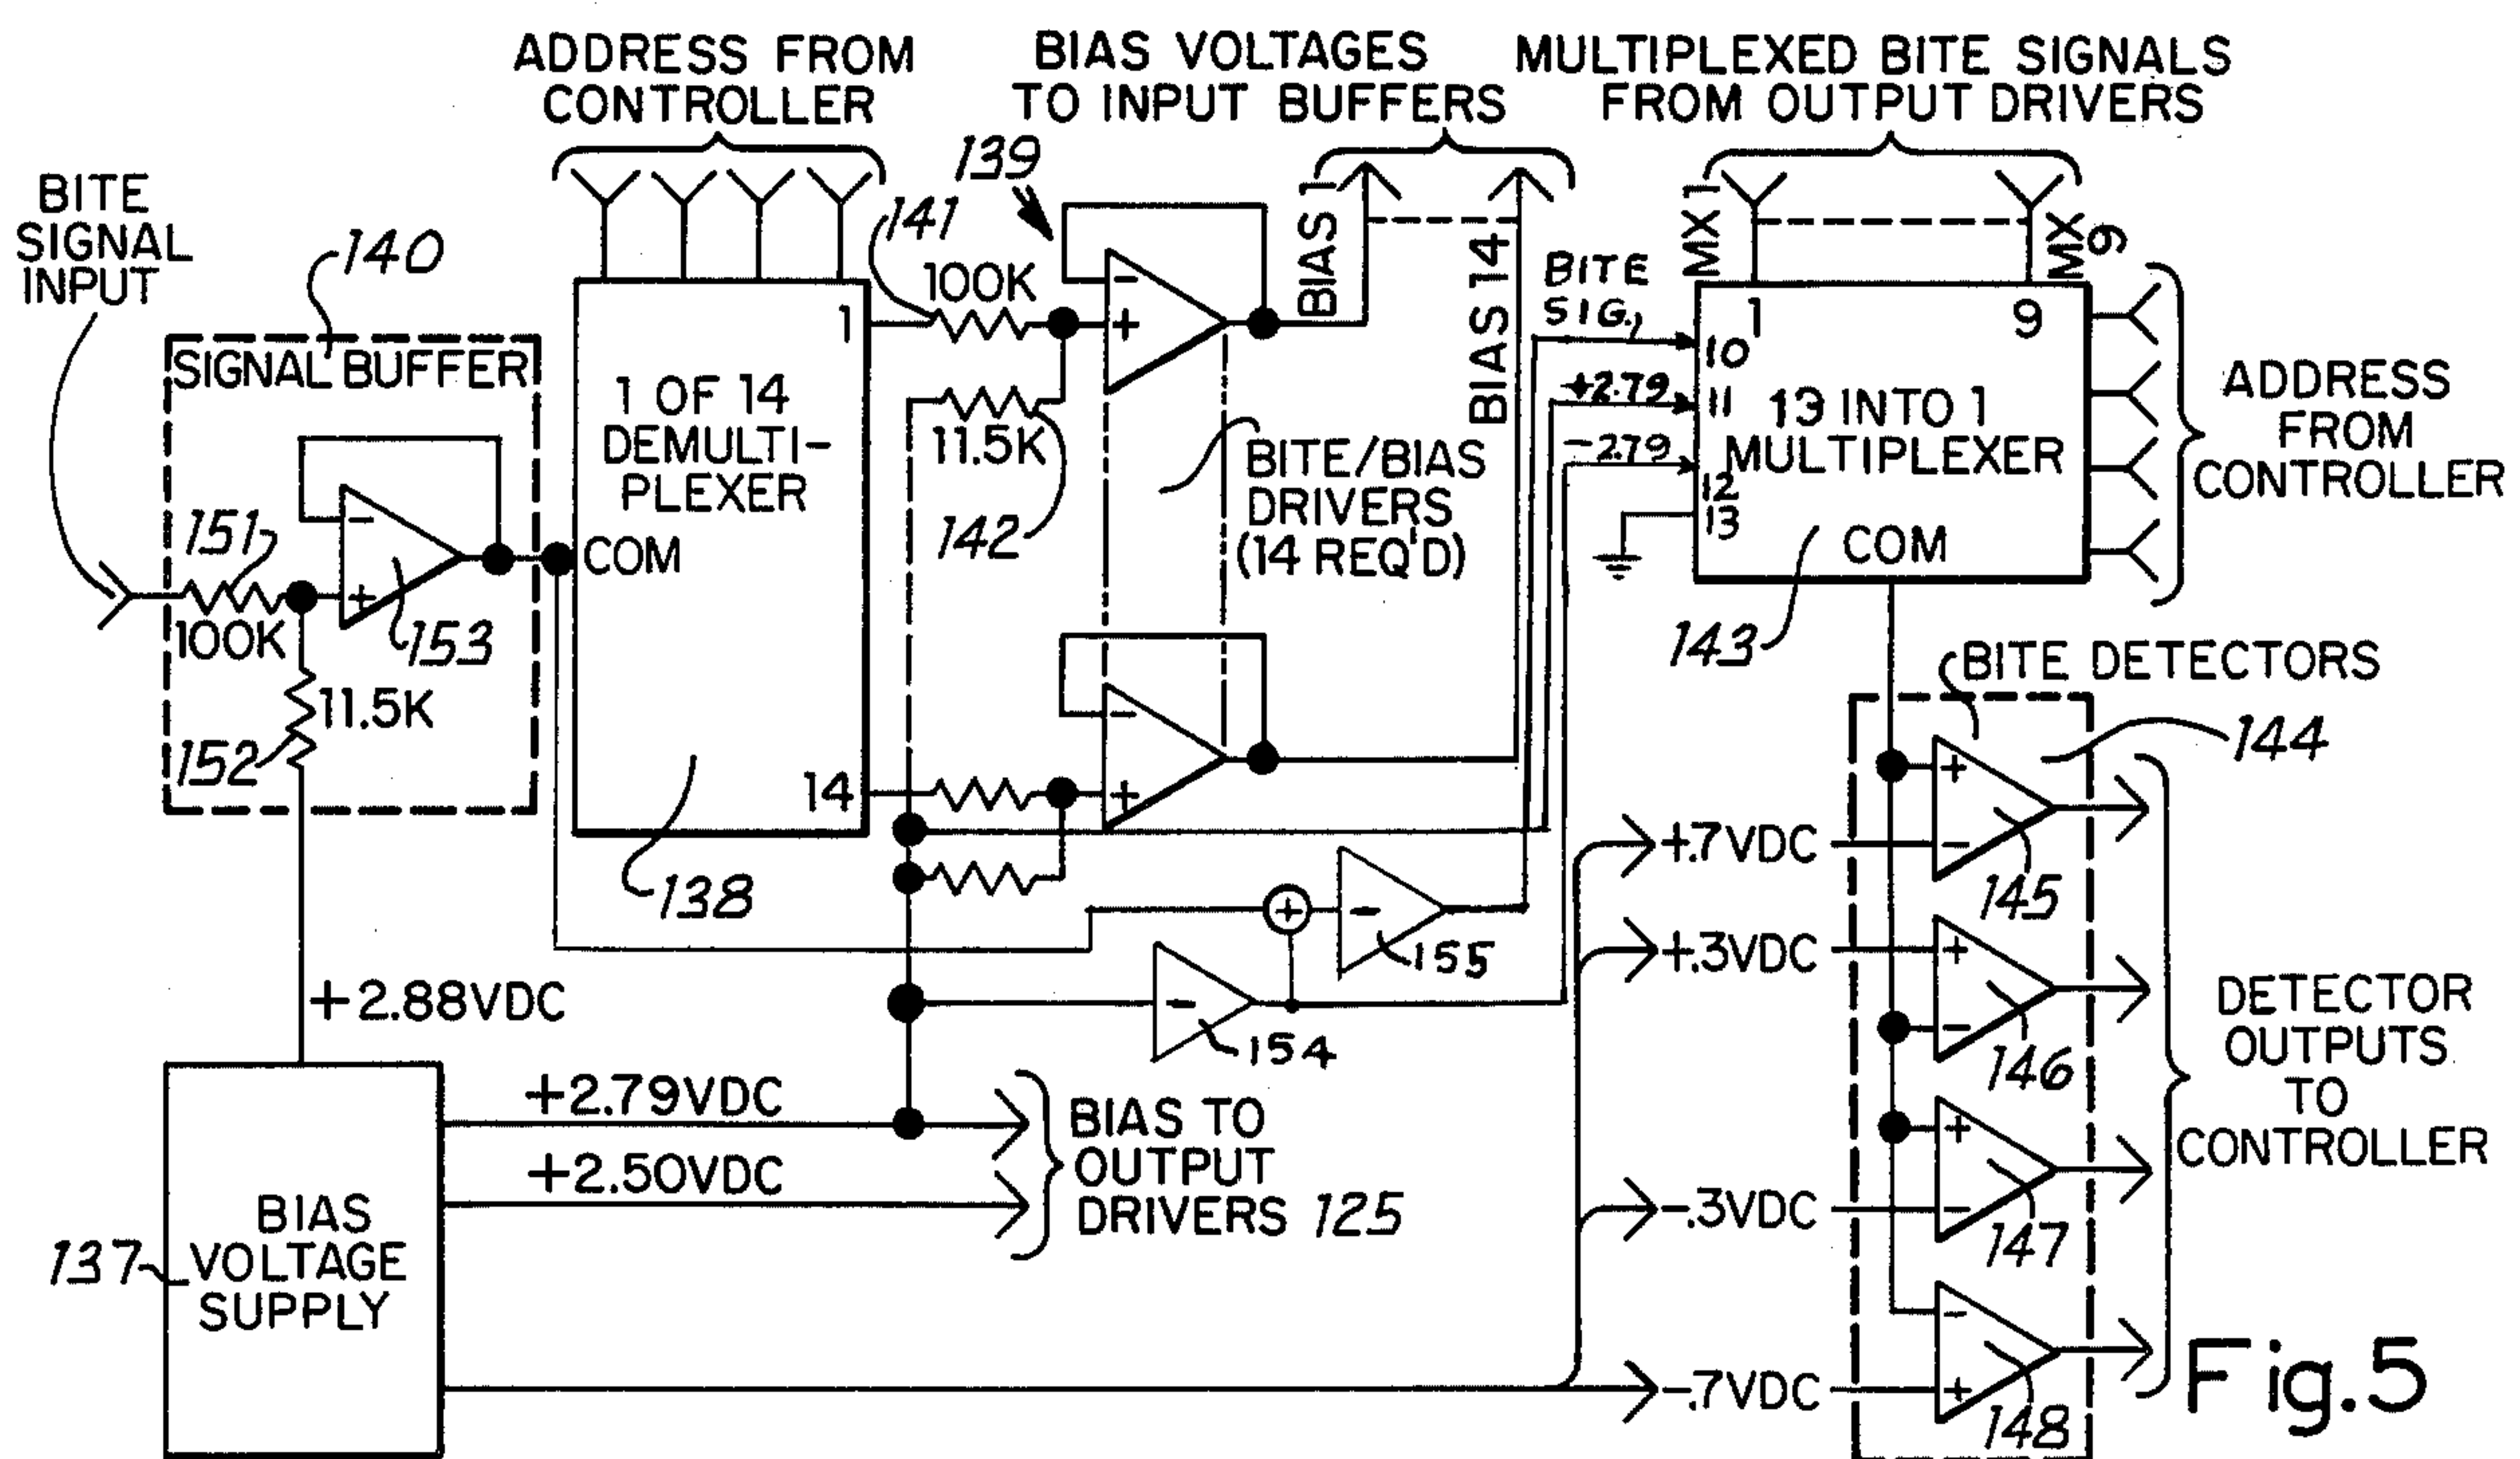 ADDRESS FROM
CONTROLLER
BIAS VOLTAGES
TO INPUT BUFFERS
MULTIPLEXED BITE SIGNALS
FROM OUTPUT DRIVERS
BITE
SIGNAL
INPUT
140
SIGNAL BUFFER
151
100K
153
11.5K
152
+2.88VDC
1
1 OF 14
DEMULTI-
PLEXER
COM
14
138
139
141
100K
-
+
11.5K
142
BITE/BIAS
DRIVERS
(14 REQ'D)
BIAS 1
BIAS 14
BITE
SIG.
+2.79
-2.79
MX 1
MX 9
1
9
10
11
12
13
13 INTO 1
MULTIPLEXER
COM
143
ADDRESS
FROM
CONTROLLER
-
+
-
+
+
-
155
-
154
BITE DETECTORS
144
+.7VDC
+
-
145
+.3VDC
+
-
146
-.3VDC
+
-
147
-.7VDC
-
+
148
DETECTOR
OUTPUTS
TO
CONTROLLER
137
BIAS
VOLTAGE
SUPPLY
+2.79VDC
+2.50VDC
BIAS TO
OUTPUT
DRIVERS 125
Fig.5